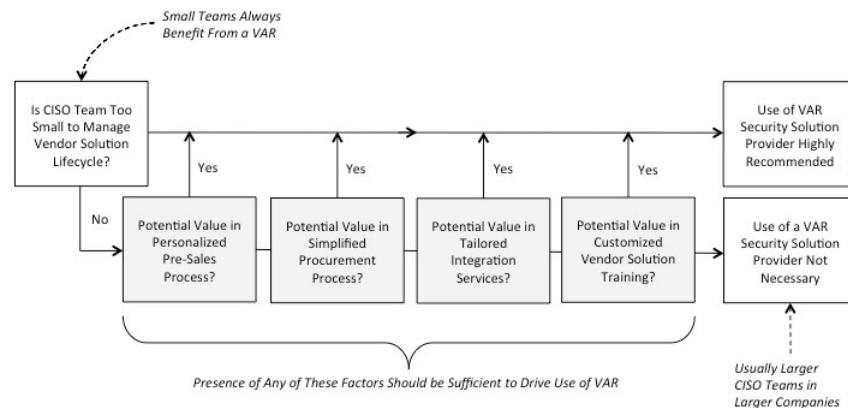 Small Teams Always
Benefit From a VAR
Is CISO Team Too
Small to Manage
Vendor Solution
Lifecycle?
Use of VAR
Security Solution
Provider Highly
Recommended
Yes
Yes
Yes
Yes
No
Potential Value in
Personalized
Pre-Sales
Process?
Potential Value in
Simplified
Procurement
Process?
Potential Value in
Tailored
Integration
Services?
Potential Value in
Customized
Vendor Solution
Training?
Use of a VAR
Security Solution
Provider Not
Necessary
Presence of Any of These Factors Should be Sufficient to Drive Use of VAR
Usually Larger
CISO Teams in
Larger Companies